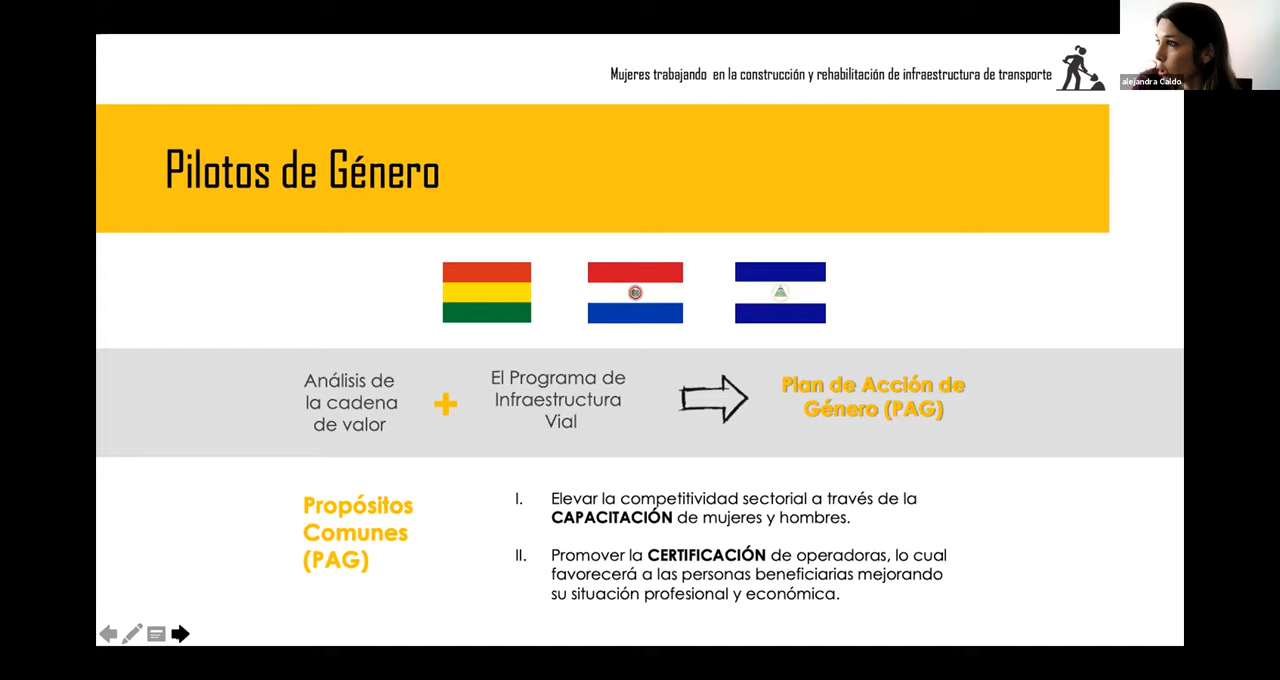 Mujeres trabajando en la construcción y rehabilitación de infraestructura de transporte
alejandra Caldo
Pilotos de Género
Análisis de
la cadena
de valor
+
El Programa de
Infraestructura
Vial
Plan de Acción de
Género (PAG)
Propósitos
Comunes
(PAG)
I. Elevar la competitividad sectorial a través de la
CAPACITACIÓN de mujeres y hombres.
II. Promover la CERTIFICACIÓN de operadoras, lo cual
favorecerá a las personas beneficiarias mejorando
su situación profesional y económica.